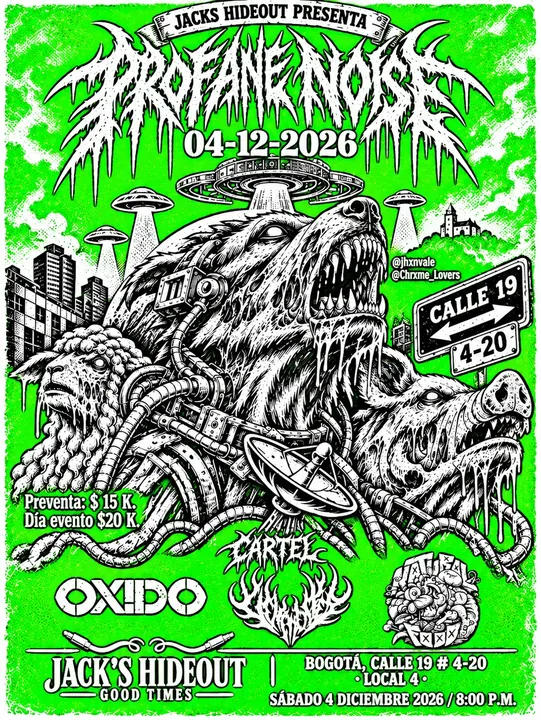 JACKS HIDEOUT PRESENTA
PROFANE NOISE
04-12-2026
@jhxnvale
@Chrxme_Lovers
CALLE 19
4-20
Preventa: $ 15 K.
Día evento $20 K.
CARTEL
OXIDO
JACK'S HIDEOUT
GOOD TIMES
BOGOTÁ, CALLE 19 # 4-20
· LOCAL 4 ·
SÁBADO 4 DICIEMBRE 2026 / 8:00 P.M.